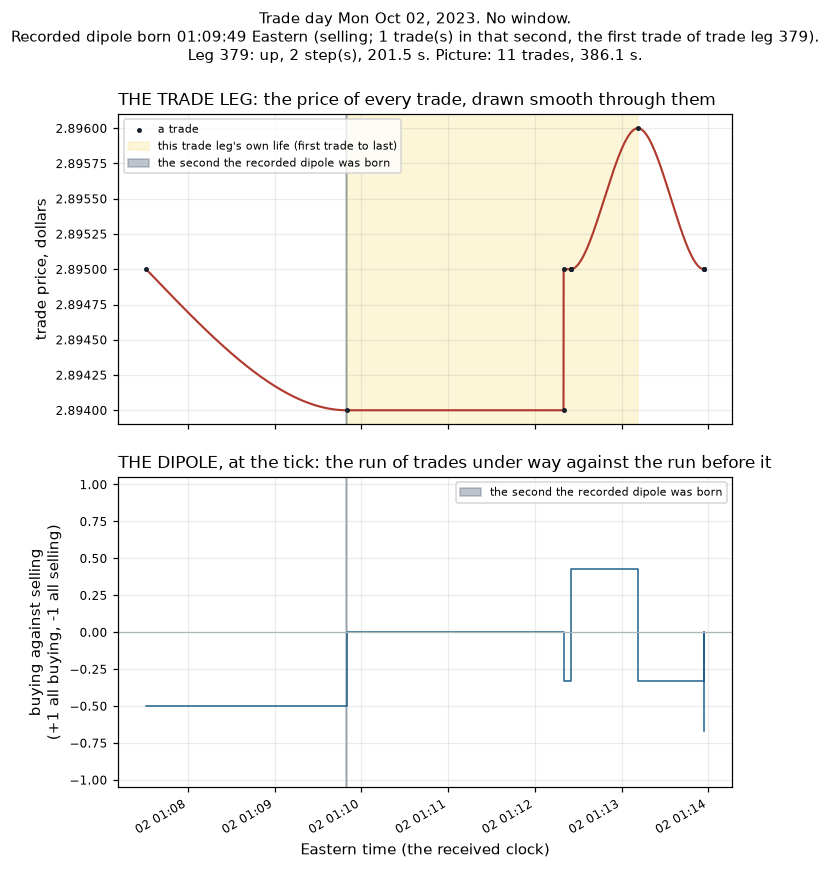 Trade day Mon Oct 02, 2023. No window.
Recorded dipole born 01:09:49 Eastern (selling; 1 trade(s) in that second, the first trade of trade leg 379).
Leg 379: up, 2 step(s), 201.5 s. Picture: 11 trades, 386.1 s.
THE TRADE LEG: the price of every trade, drawn smooth through them
a trade
this trade leg's own life (first trade to last)
the second the recorded dipole was born
2.89600
2.89575
2.89550
2.89525
2.89500
2.89475
2.89450
2.89425
2.89400
trade price, dollars
THE DIPOLE, at the tick: the run of trades under way against the run before it
the second the recorded dipole was born
1.00
0.75
0.50
0.25
0.00
−0.25
−0.50
−0.75
−1.00
buying against selling
(+1 all buying, -1 all selling)
02 01:08
02 01:09
02 01:10
02 01:11
02 01:12
02 01:13
02 01:14
Eastern time (the received clock)